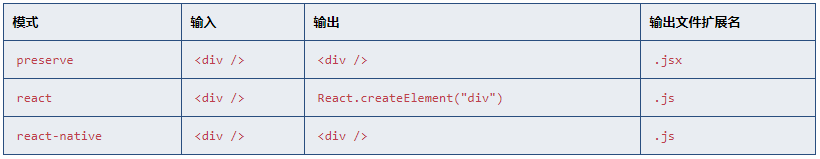 模式 输入 输出 输出文件扩展名
preserve <div /> <div /> .jsx
react <div /> React.createElement("div") .js
react-native <div /> <div /> .js